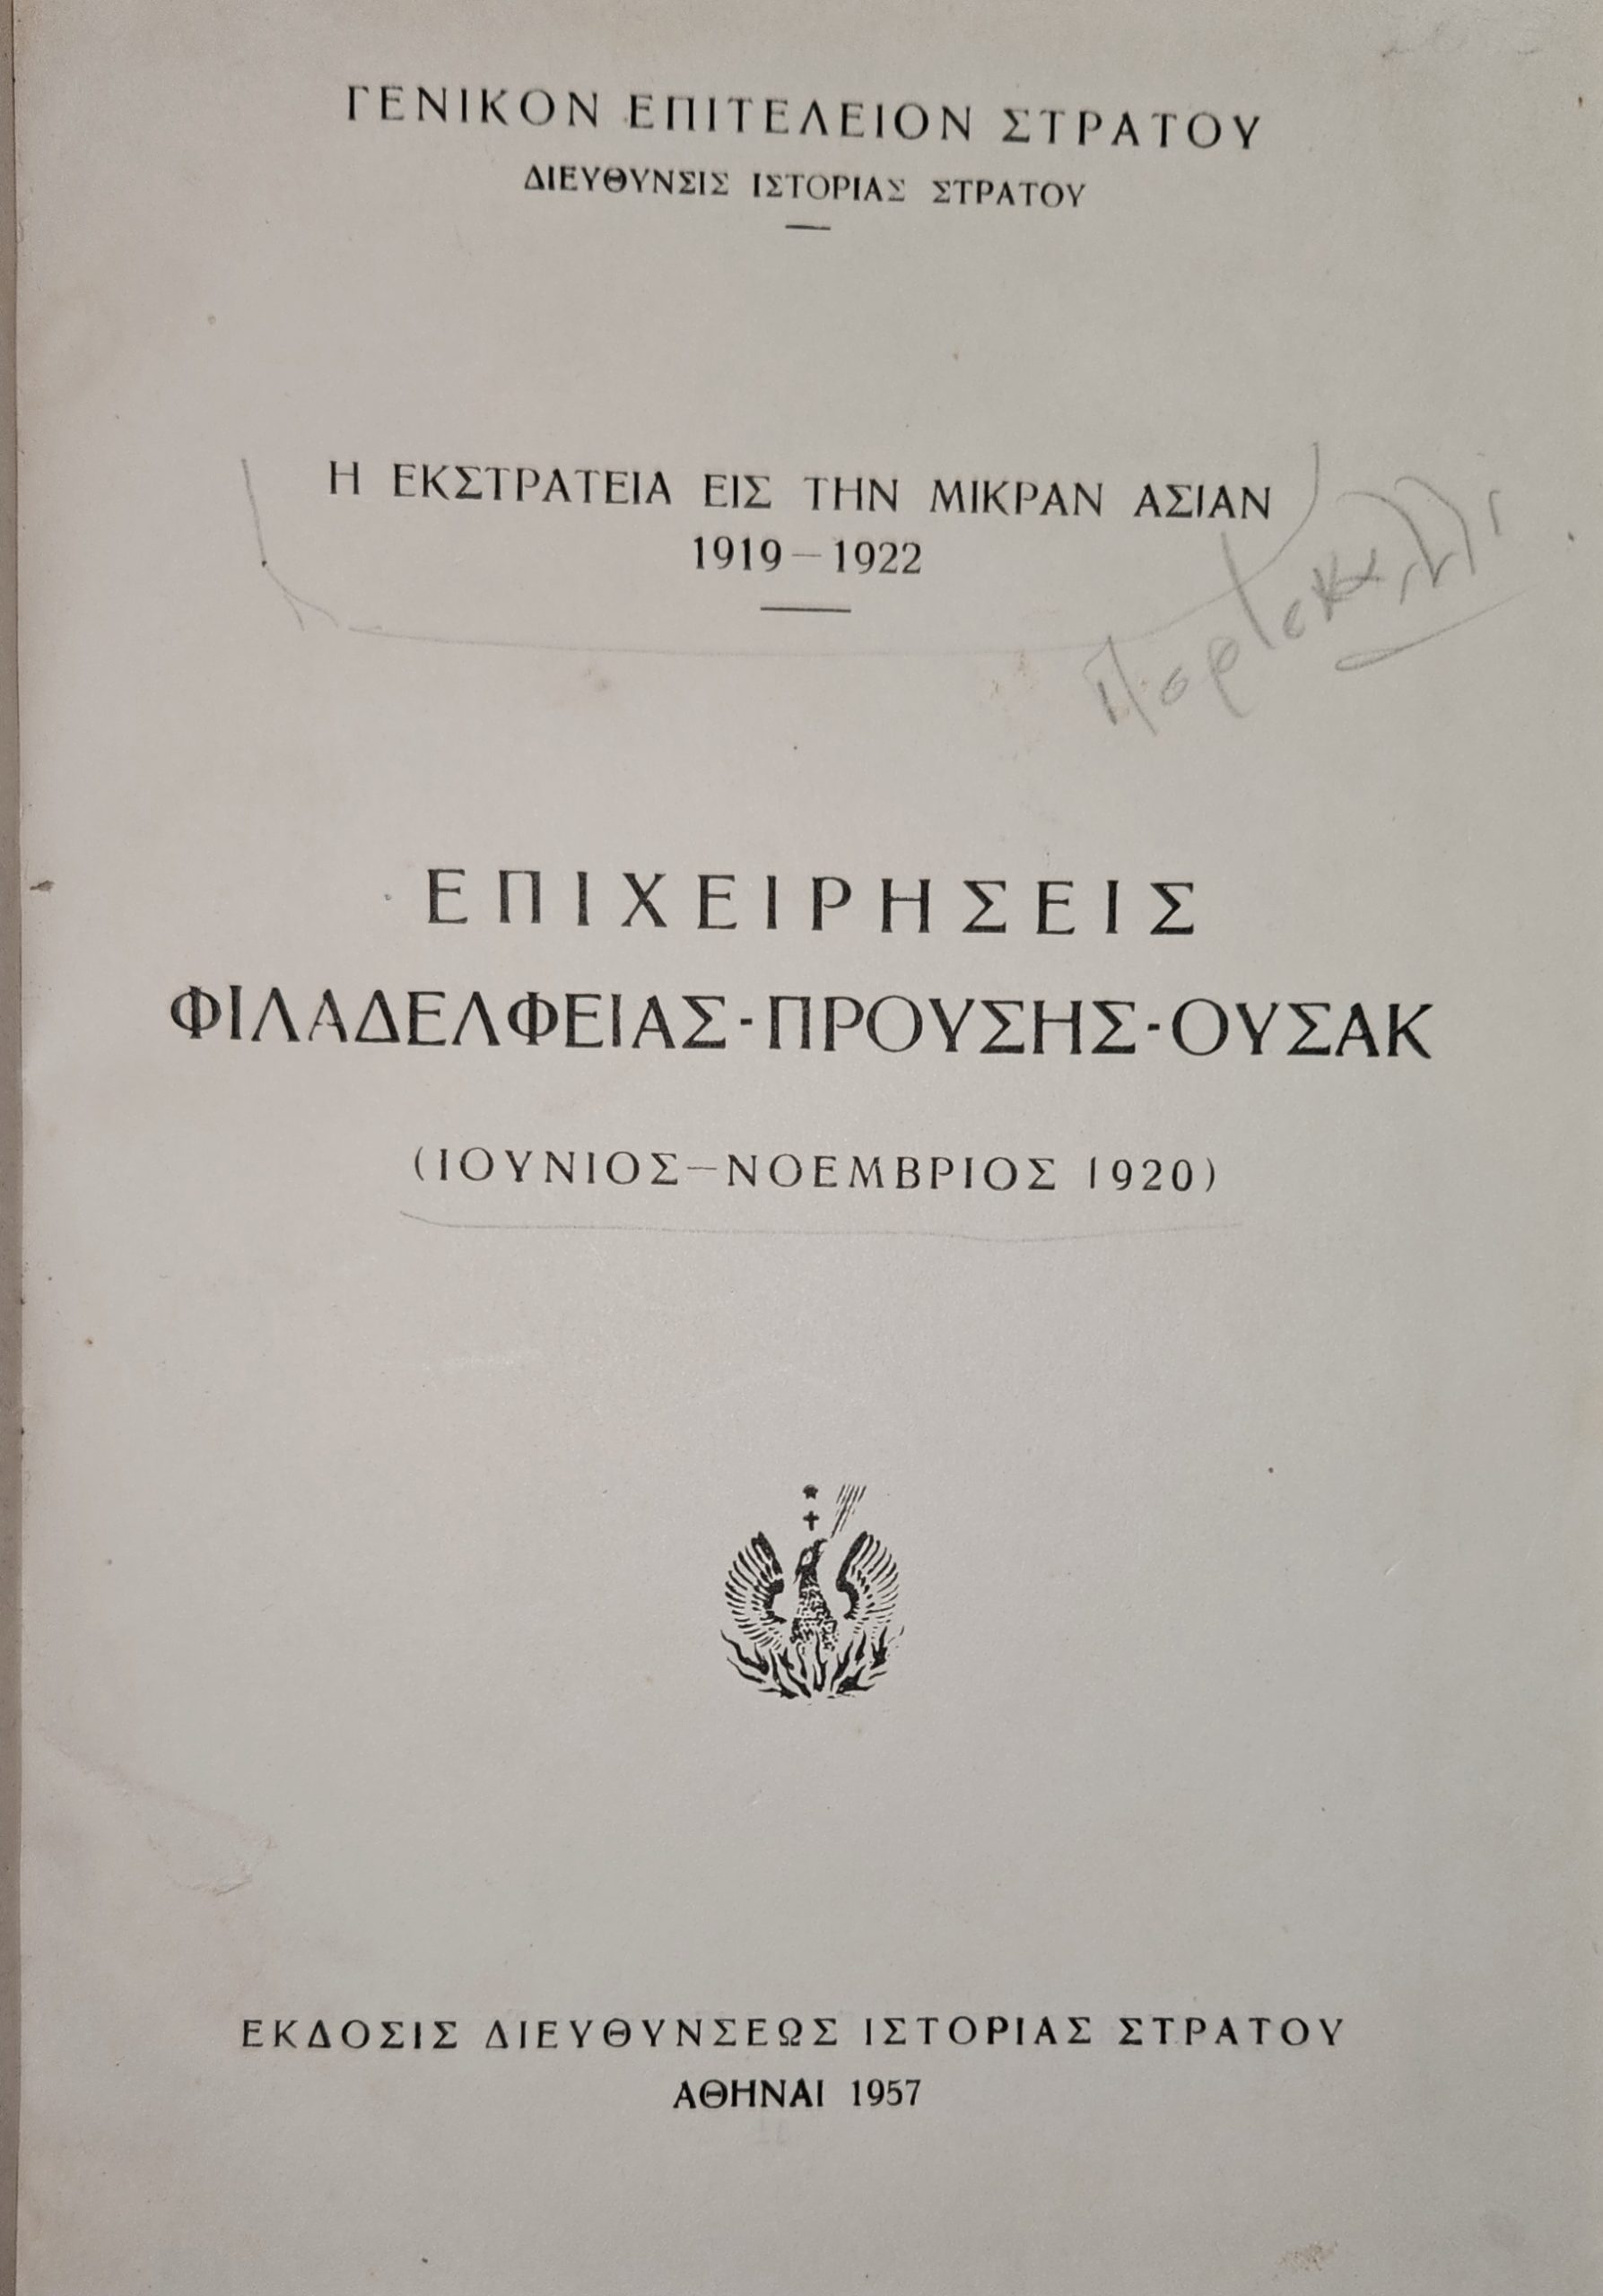 ΓΕΝΙΚΟΝ ΕΠΙΤΕΛΕΙΟΝ ΣΤΡΑΤΟΥ
ΔΙΕΥΘΥΝΣΙΣ ΙΣΤΟΡΙΑΣ ΣΤΡΑΤΟΥ
Η ΕΚΣΤΡΑΤΕΙΑ ΕΙΣ ΤΗΝ ΜΙΚΡΑΝ ΑΣΙΑΝ
1919 – 1922
ΕΠΙΧΕΙΡΗΣΕΙΣ
ΦΙΛΑΔΕΛΦΕΙΑΣ-ΠΡΟΥΣΗΣ-ΟΥΣΑΚ
(ΙΟΥΝΙΟΣ–ΝΟΕΜΒΡΙΟΣ 1920)
ΕΚΔΟΣΙΣ ΔΙΕΥΘΥΝΣΕΩΣ ΙΣΤΟΡΙΑΣ ΣΤΡΑΤΟΥ
ΑΘΗΝΑΙ 1957